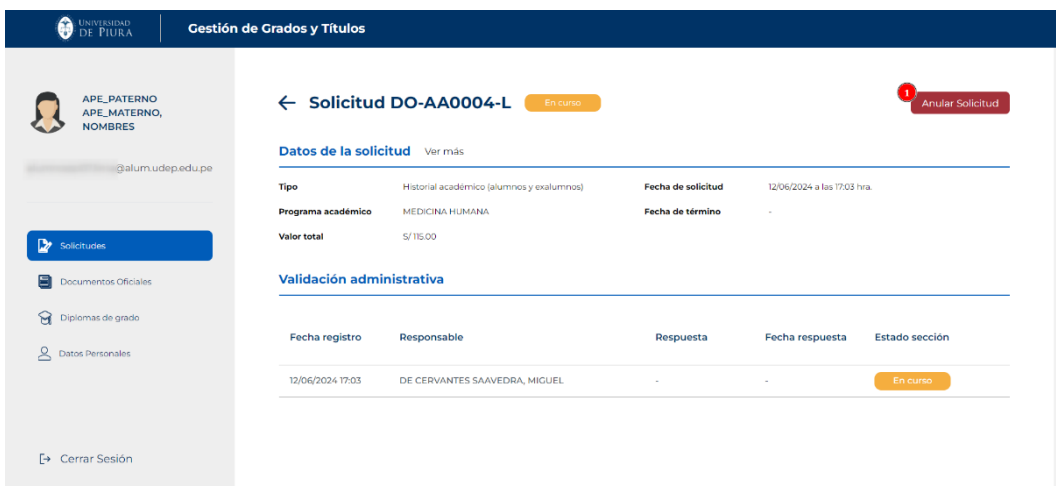 UNIVERSIDAD
DE PIURA
Gestión de Grados y Títulos
APE_PATERNO
APE_MATERNO,
NOMBRES
@alum.udep.edu.pe
Solicitudes
Documentos Oficiales
Diplomas de grado
Datos Personales
Cerrar Sesión
← Solicitud DO-AA0004-L En curso
1
Anular Solicitud
Datos de la solicitud Ver más
Tipo Historial académico (alumnos y exalumnos) Fecha de solicitud 12/06/2024 a las 17:03 hra.
Programa académico MEDICINA HUMANA Fecha de término -
Valor total S/ 115.00
Validación administrativa
Fecha registro Responsable Respuesta Fecha respuesta Estado sección
12/06/2024 17:03 DE CERVANTES SAAVEDRA, MIGUEL - - En curso